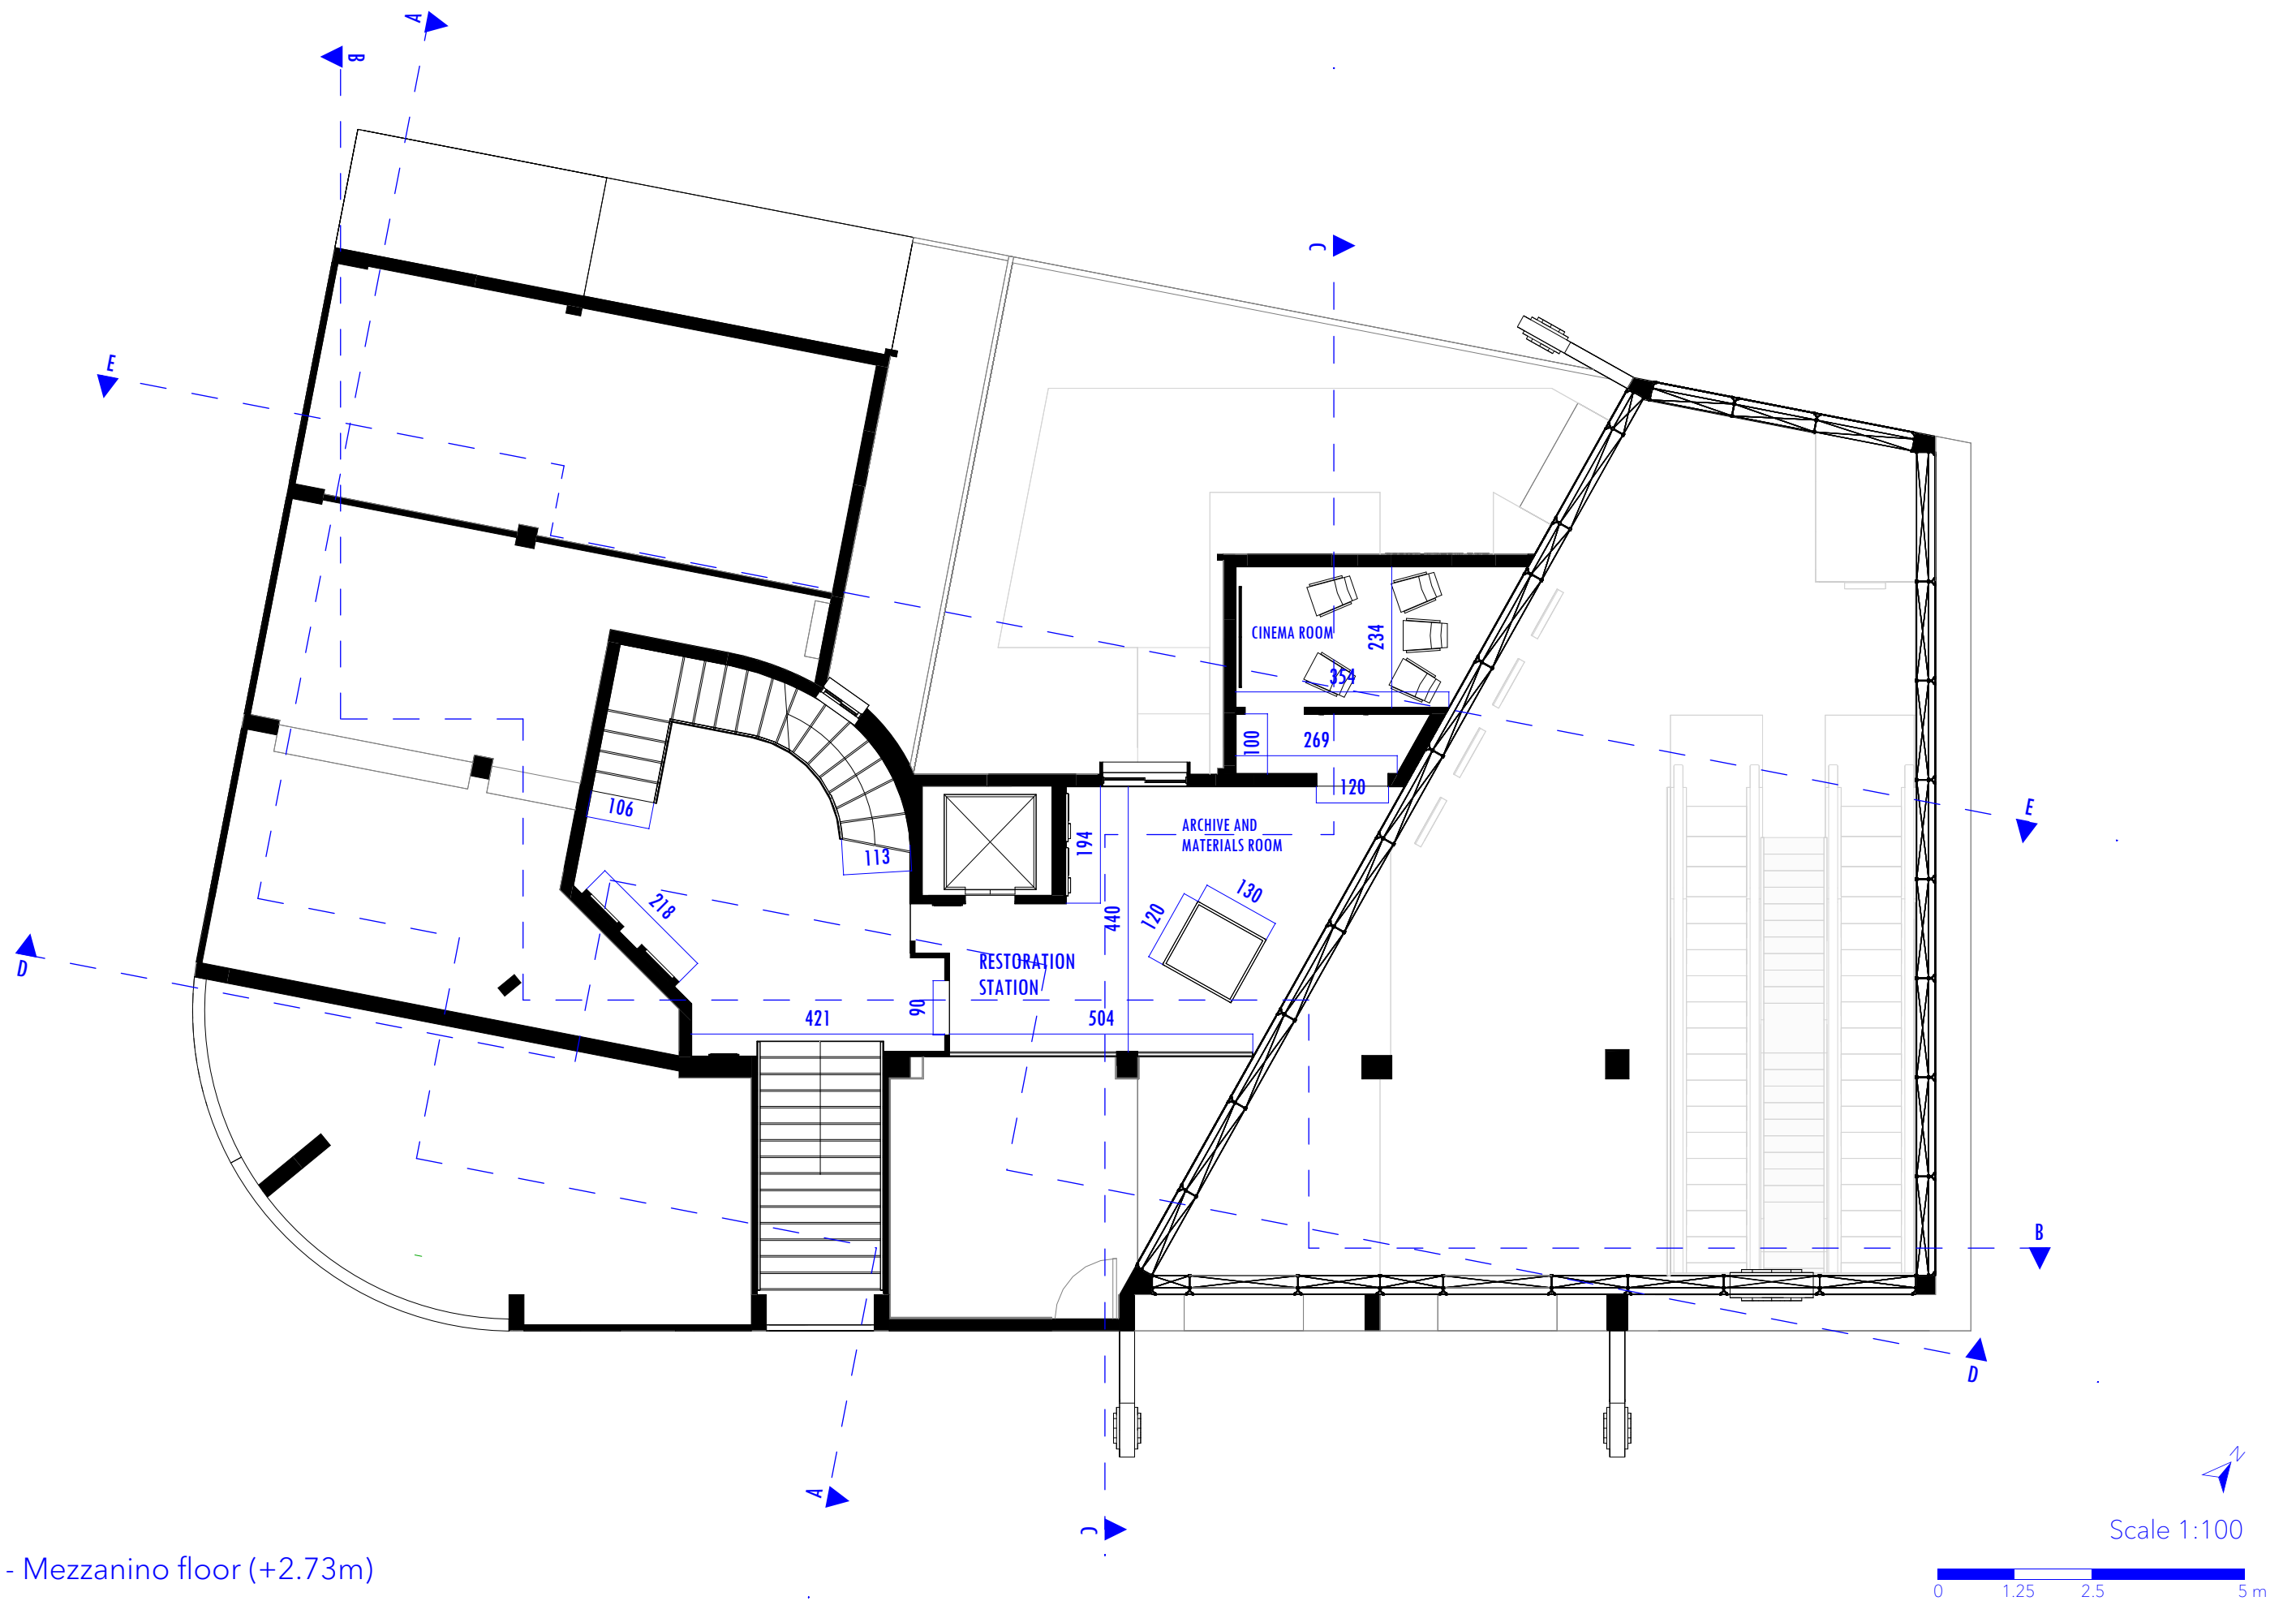 A
B
C
E
CINEMA ROOM
234
354
100
269
120
106
113
194
ARCHIVE AND
MATERIALS ROOM
E
218
130
120
440
RESTORATION
STATION
D
90
421
504
B
D
A
C
N
Scale 1:100
- Mezzanino floor (+2.73m)
0 1.25 2.5 5 m